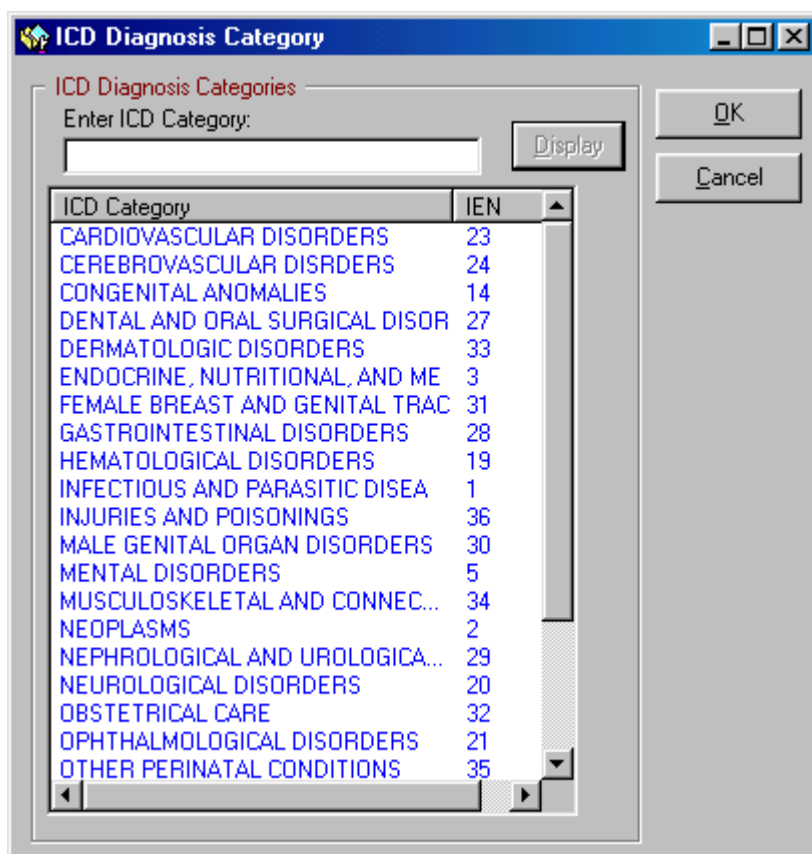 ICD Diagnosis Category
ICD Diagnosis Categories
Enter ICD Category:
Display
OK
Cancel
ICD Category IEN
CARDIOVASCULAR DISORDERS 23
CEREBROVASCULAR DISRDERS 24
CONGENITAL ANOMALIES 14
DENTAL AND ORAL SURGICAL DISOR 27
DERMATOLOGIC DISORDERS 33
ENDOCRINE, NUTRITIONAL, AND ME 3
FEMALE BREAST AND GENITAL TRAC 31
GASTROINTESTINAL DISORDERS 28
HEMATOLOGICAL DISORDERS 19
INFECTIOUS AND PARASITIC DISEA 1
INJURIES AND POISONINGS 36
MALE GENITAL ORGAN DISORDERS 30
MENTAL DISORDERS 5
MUSCULOSKELETAL AND CONNEC... 34
NEOPLASMS 2
NEPHROLOGICAL AND UROLOGICA... 29
NEUROLOGICAL DISORDERS 20
OBSTETRICAL CARE 32
OPHTHALMOLOGICAL DISORDERS 21
OTHER PERINATAL CONDITIONS 35